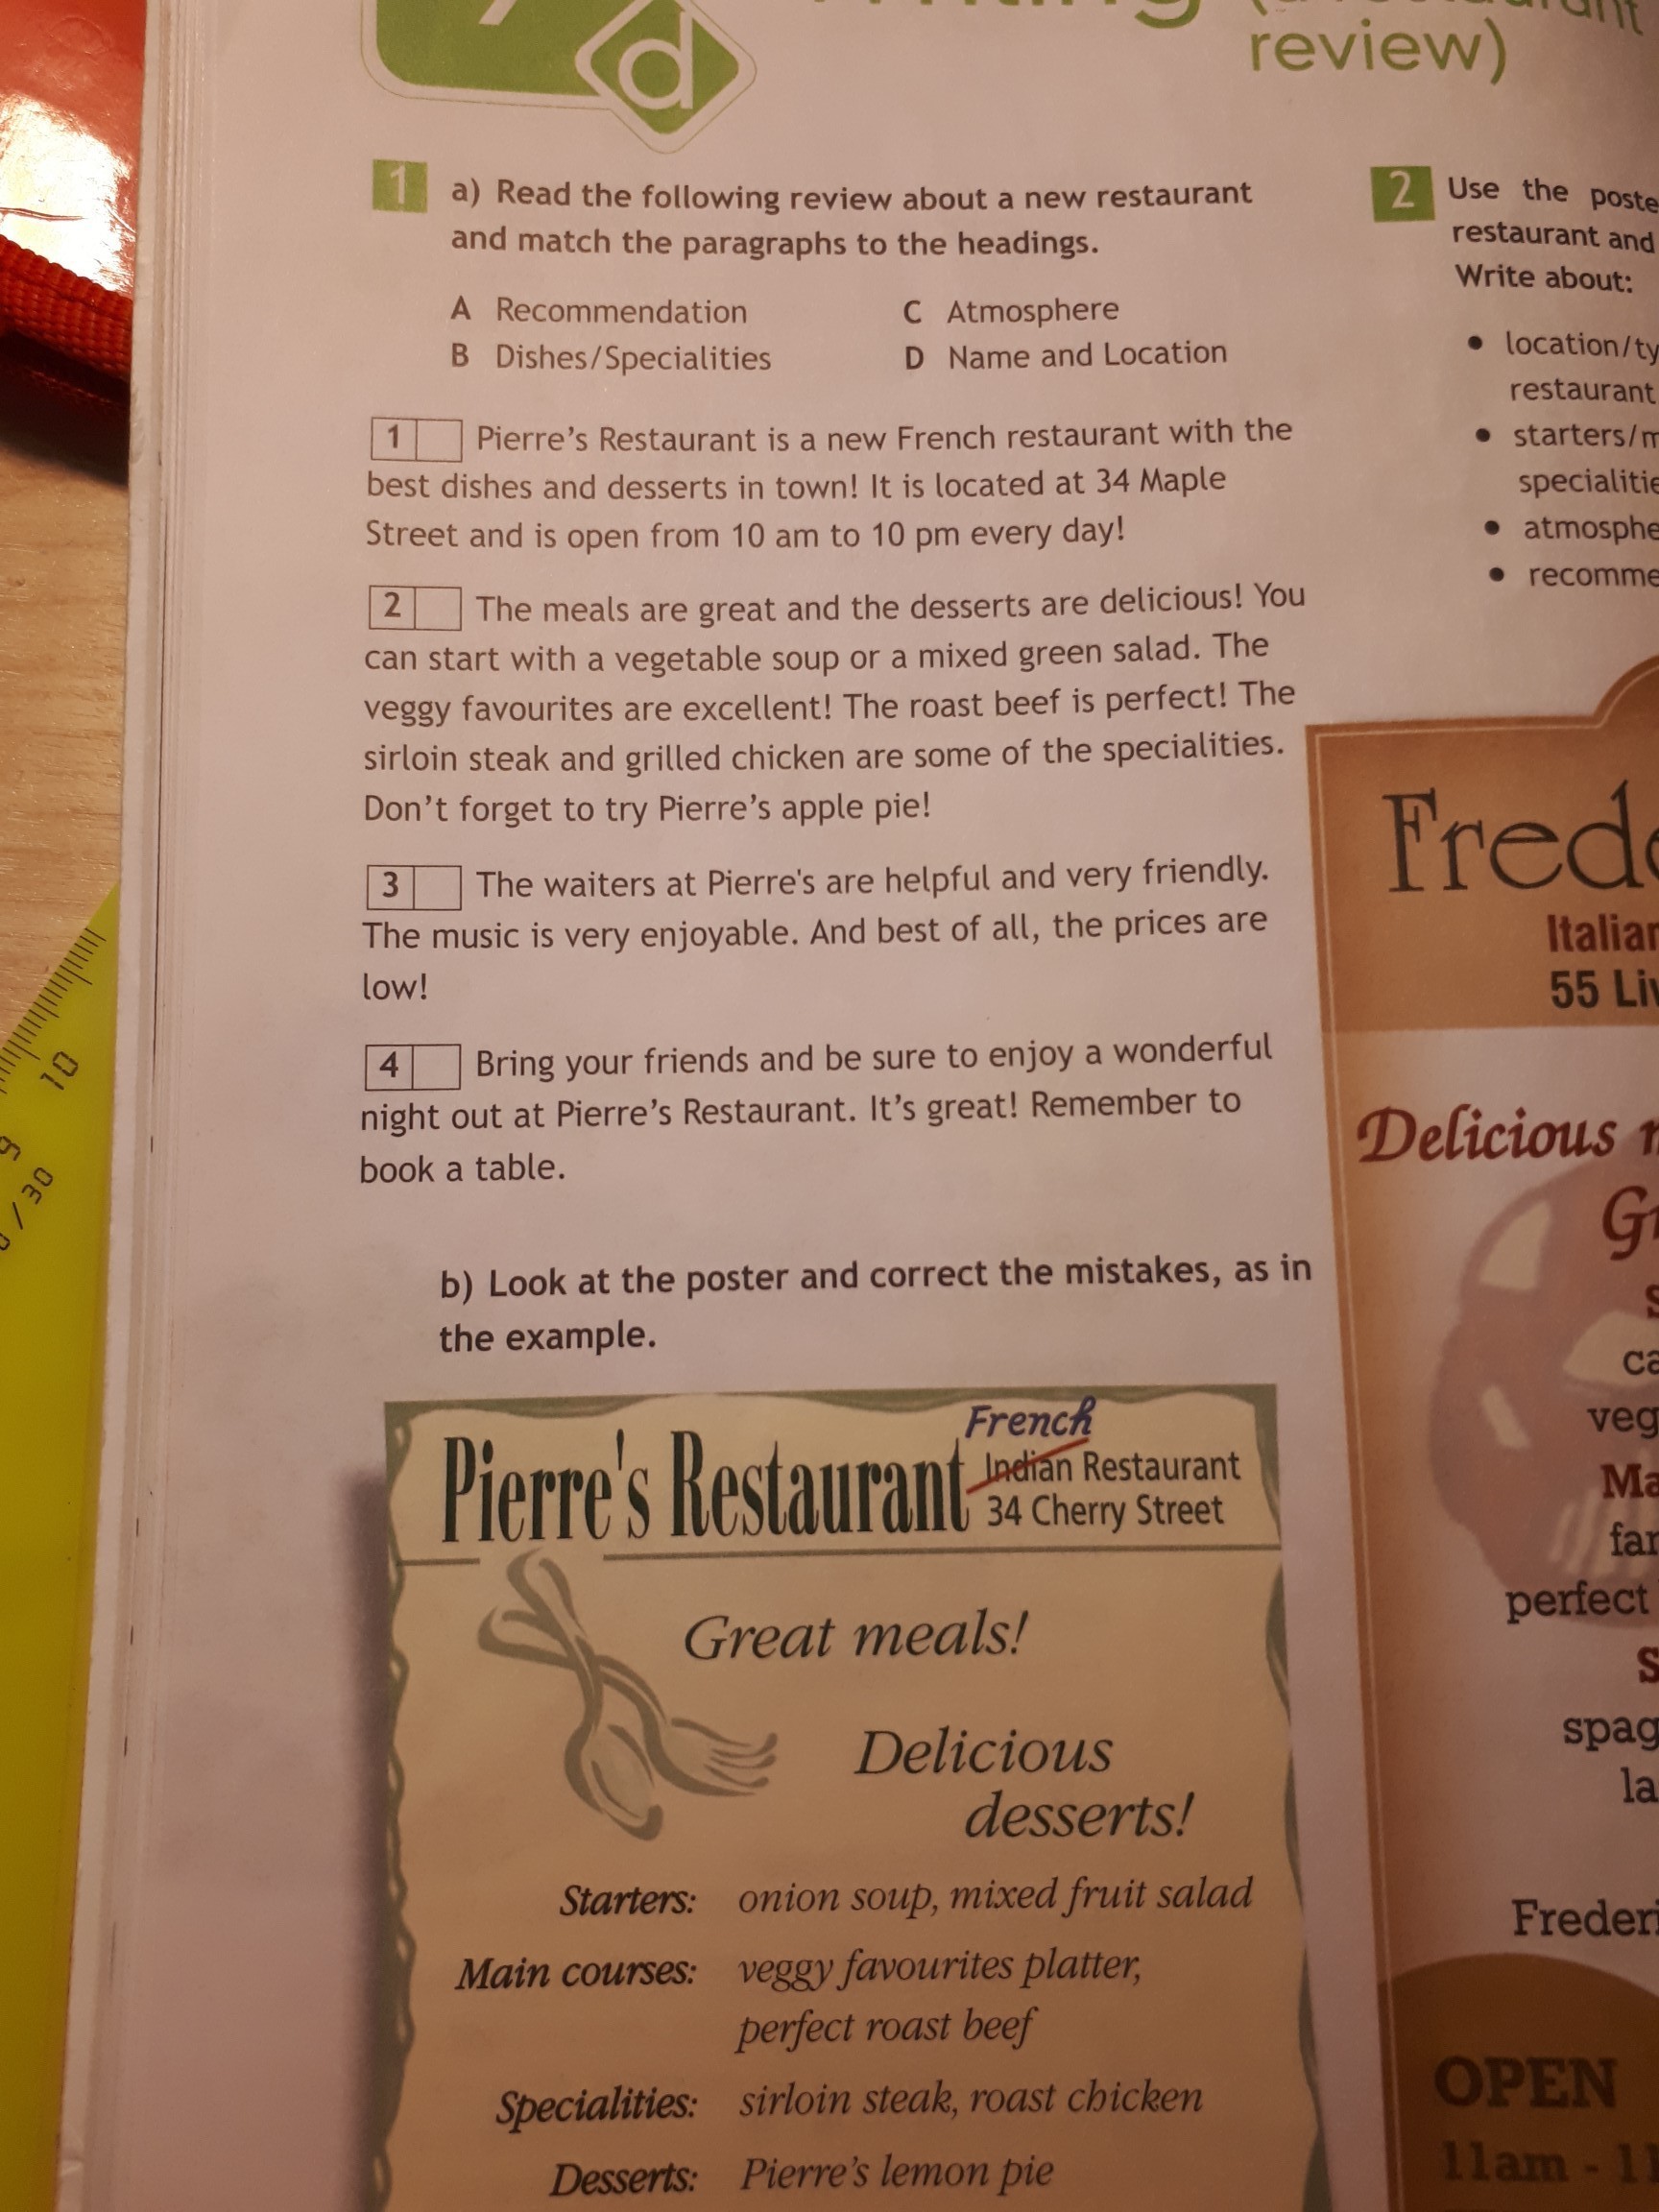 d
review)
1 a) Read the following review about a new restaurant
and match the paragraphs to the headings.
A Recommendation
B Dishes/Specialities
C Atmosphere
D Name and Location
1 Pierre's Restaurant is a new French restaurant with the
best dishes and desserts in town! It is located at 34 Maple
Street and is open from 10 am to 10 pm every day!
2 The meals are great and the desserts are delicious! You
can start with a vegetable soup or a mixed green salad. The
veggy favourites are excellent! The roast beef is perfect! The
sirloin steak and grilled chicken are some of the specialities.
Don't forget to try Pierre's apple pie!
3 The waiters at Pierre's are helpful and very friendly.
The music is very enjoyable. And best of all, the prices are
low!
4 Bring your friends and be sure to enjoy a wonderful
night out at Pierre's Restaurant. It's great! Remember to
book a table.
b) Look at the poster and correct the mistakes, as in
the example.
French
Pierre's Restaurant Indian Restaurant
34 Cherry Street
Great meals!
Delicious
desserts!
Starters: onion soup, mixed fruit salad
Main courses: veggy favourites platter,
perfect roast beef
Specialities: sirloin steak, roast chicken
Desserts: Pierre's lemon pie
2 Use the
restaurant and
Write about:
• location/
restaurant
• starters/
•
•
55
Delicious
perfect
OPEN
11am -
10
9
/ 30